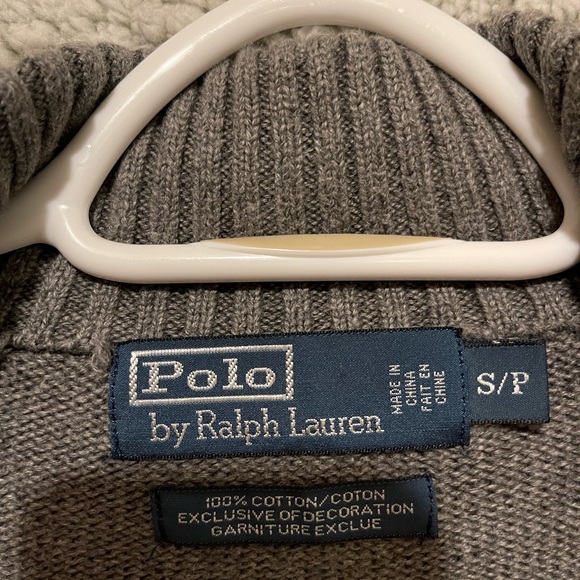 Polo
by Ralph Lauren
MADE IN
CHINA
FAIT EN
CHINE
S/P
100% COTTON/COTON
EXCLUSIVE OF DECORATION
GARNITURE EXCLUE